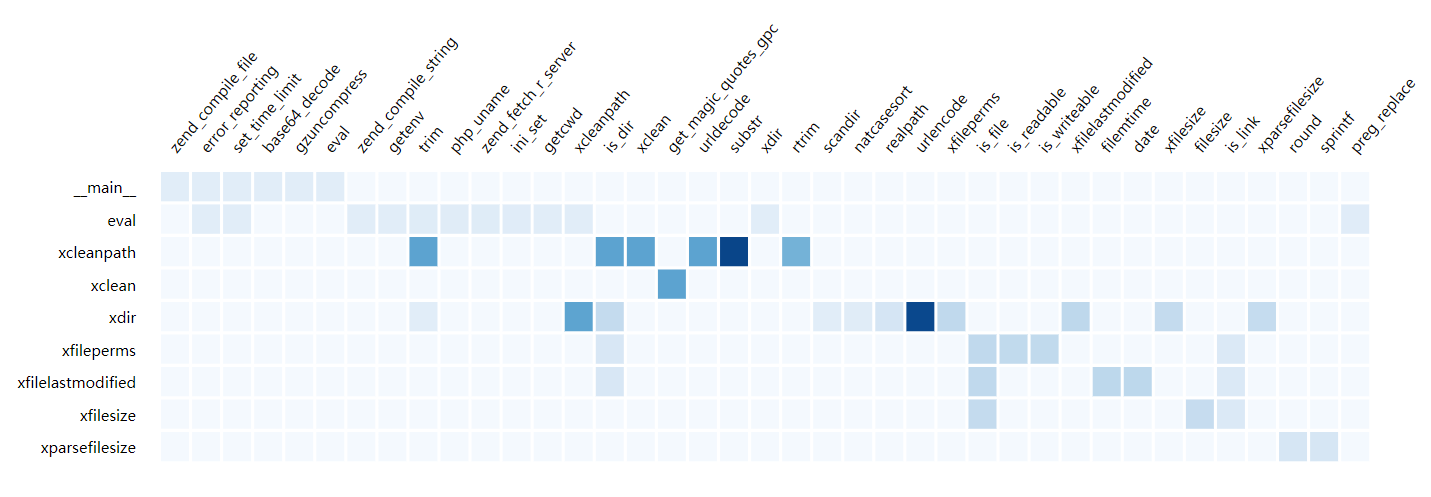 zend_compile_file
error_reporting
set_time_limit
base64_decode
gzuncompress
eval
zend_compile_string
getenv
trim
php_uname
zend_fetch_r_server
ini_set
getcwd
xcleanpath
is_dir
xclean
get_magic_quotes_gpc
urldecode
substr
xdir
rtrim
scandir
natcasesort
realpath
urlencode
xfileperms
is_file
is_readable
is_writeable
xfilelastmodified
filemtime
date
xfilesize
filesize
is_link
xparsefilesize
round
sprintf
preg_replace
__main__
eval
xcleanpath
xclean
xdir
xfileperms
xfilelastmodified
xfilesize
xparsefilesize